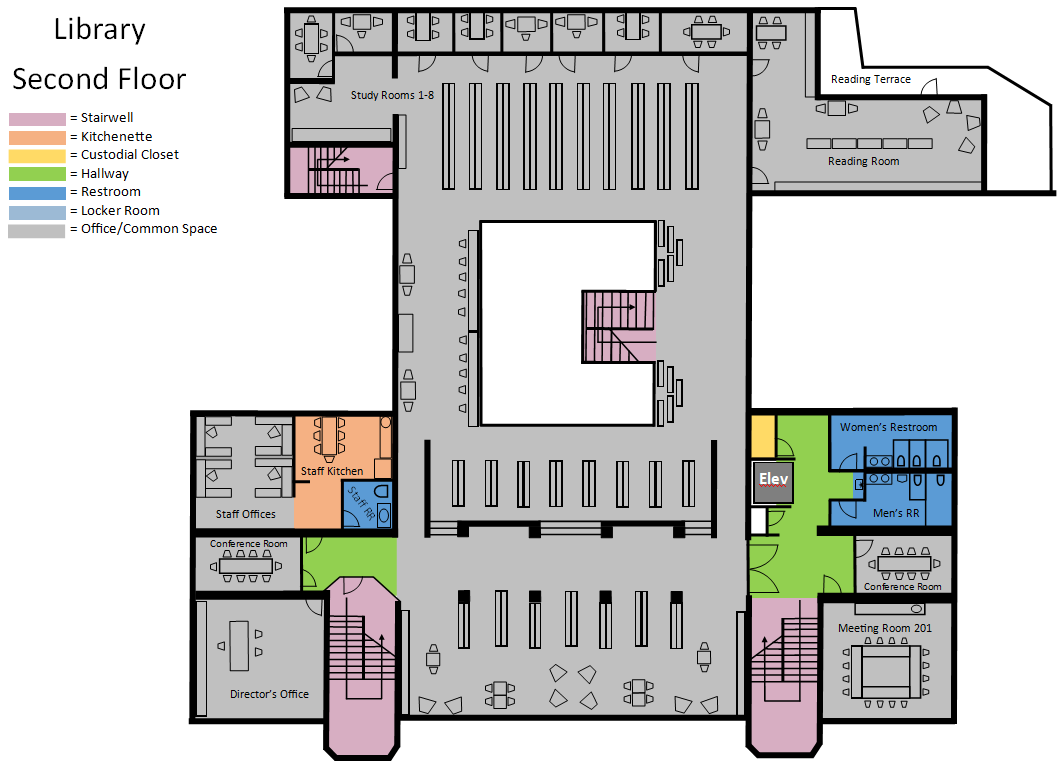 Library
Second Floor
= Stairwell
= Kitchenette
= Custodial Closet
= Hallway
= Restroom
= Locker Room
= Office/Common Space
Study Rooms 1-8
Reading Terrace
Reading Room
Women's Restroom
Staff Kitchen
Elev
Staff RR
Staff Offices
Men's RR
Conference Room
Conference Room
Meeting Room 201
Director's Office